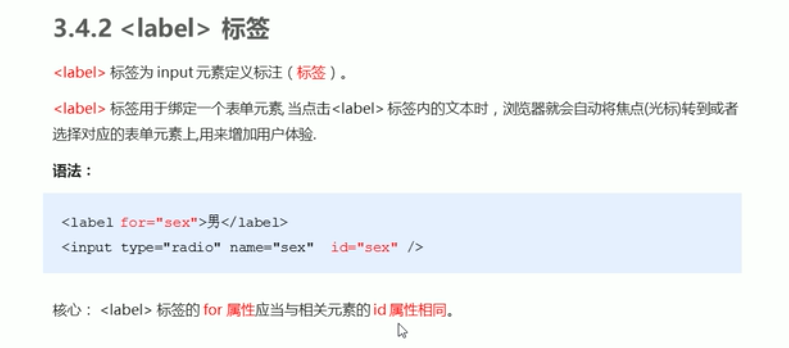 3.4.2 <label> 标签
<label> 标签为 input 元素定义标注（标签）。
<label> 标签用于绑定一个表单元素, 当点击<label> 标签内的文本时，浏览器就会自动将焦点(光标)转到或者
选择对应的表单元素上,用来增加用户体验.
语法：
<label for="sex">男</label>
<input type="radio" name="sex"  id="sex" />
核心： <label> 标签的 for 属性应当与相关元素的 id 属性相同。